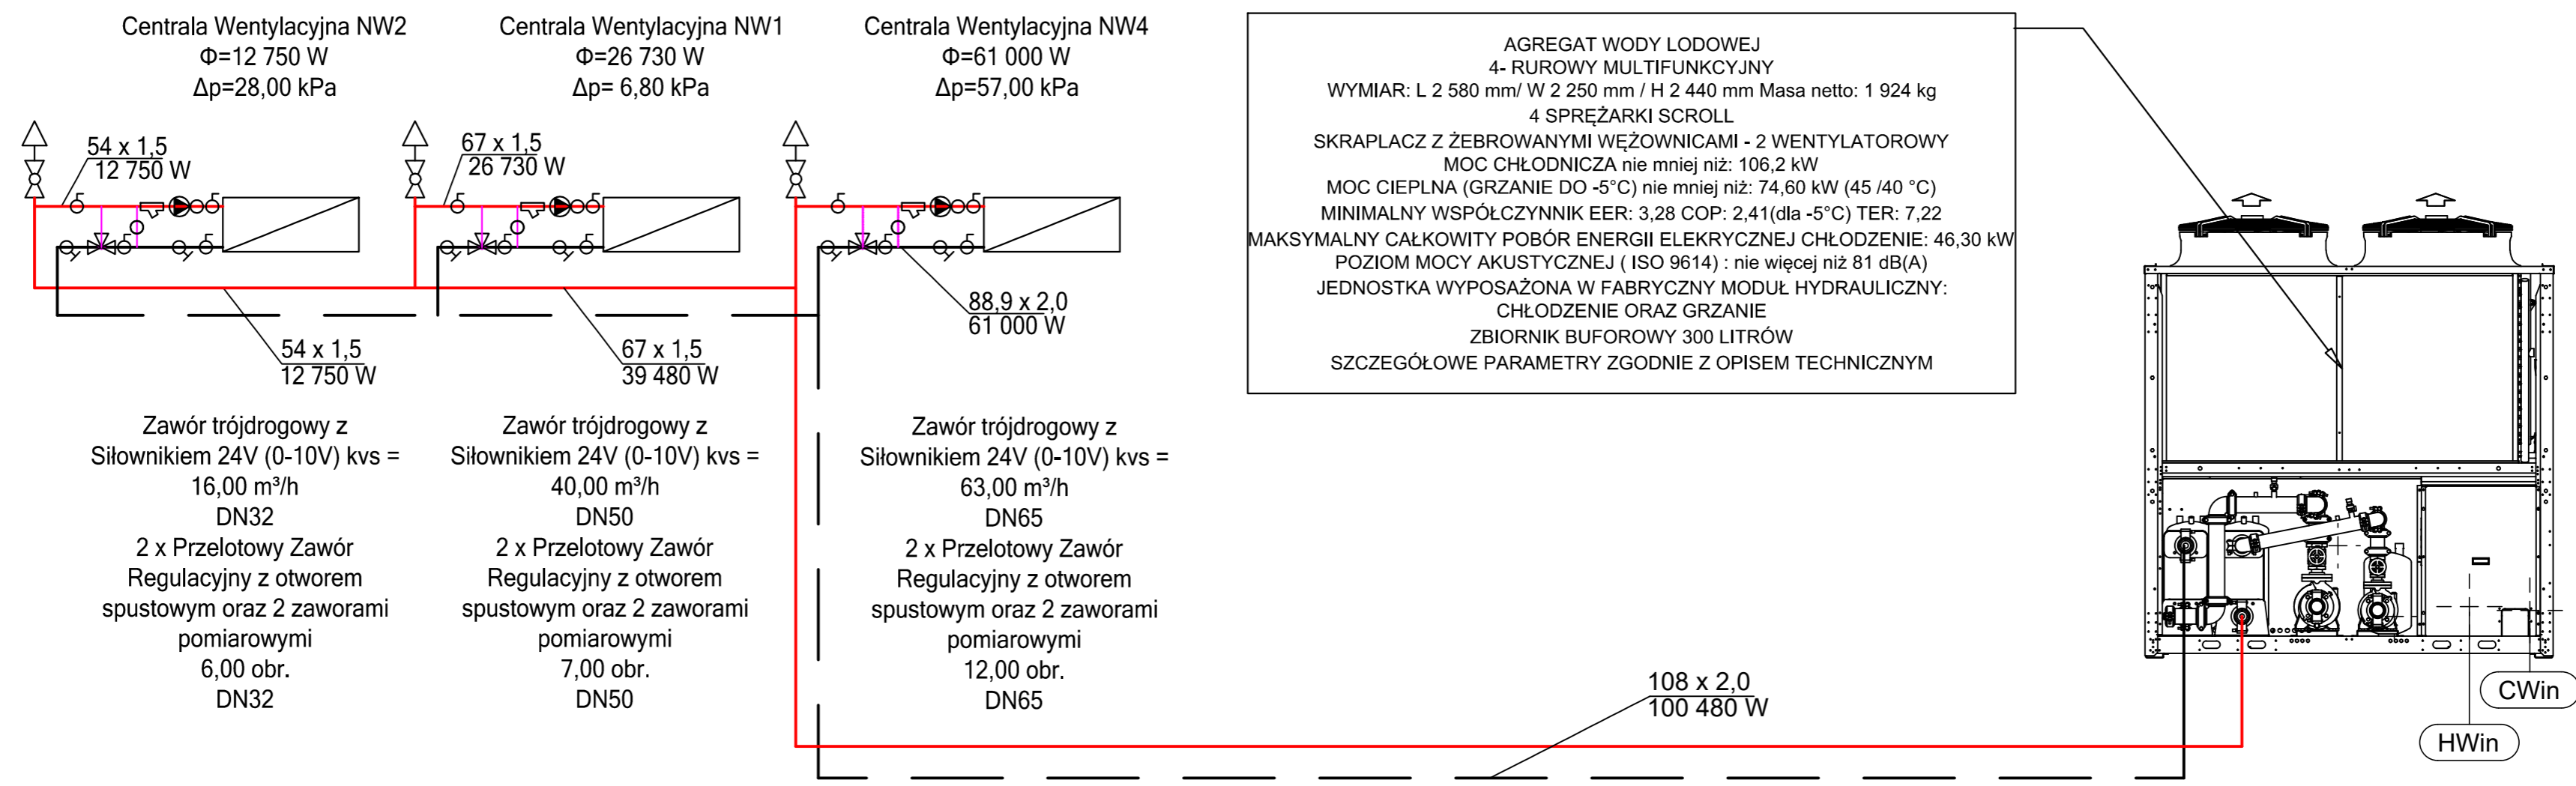 Centrala Wentylacyjna NW2
Φ=12 750 W
Δp=28,00 kPa
Centrala Wentylacyjna NW1
Φ=26 730 W
Δp= 6,80 kPa
Centrala Wentylacyjna NW4
Φ=61 000 W
Δp=57,00 kPa
AGREGAT WODY LODOWEJ
4- RUROWY MULTIFUNKCYJNY
WYMIAR: L 2 580 mm/ W 2 250 mm / H 2 440 mm Masa netto: 1 924 kg
4 SPRĘŻARKI SCROLL
SKRAPLACZ Z ŻEBROWANYMI WĘŻOWNICAMI - 2 WENTYLATOROWY
MOC CHŁODNICZA nie mniej niż: 106,2 kW
MOC CIEPLNA (GRZANIE DO -5°C) nie mniej niż: 74,60 kW (45 /40 °C)
MINIMALNY WSPÓŁCZYNNIK EER: 3,28 COP: 2,41(dla -5°C) TER: 7,22
MAKSYMALNY CAŁKOWITY POBÓR ENERGII ELEKRYCZNEJ CHŁODZENIE: 46,30 kW
POZIOM MOCY AKUSTYCZNEJ ( ISO 9614) : nie więcej niż 81 dB(A)
JEDNOSTKA WYPOSAŻONA W FABRYCZNY MODUŁ HYDRAULICZNY:
CHŁODZENIE ORAZ GRZANIE
ZBIORNIK BUFOROWY 300 LITRÓW
SZCZEGÓŁOWE PARAMETRY ZGODNIE Z OPISEM TECHNICZNYM
54 x 1,5
12 750 W
67 x 1,5
26 730 W
88,9 x 2,0
61 000 W
54 x 1,5
12 750 W
67 x 1,5
39 480 W
Zawór trójdrogowy z
Siłownikiem 24V (0-10V) kvs =
16,00 m³/h
DN32
2 x Przelotowy Zawór
Regulacyjny z otworem
spustowym oraz 2 zaworami
pomiarowymi
6,00 obr.
DN32
Zawór trójdrogowy z
Siłownikiem 24V (0-10V) kvs =
40,00 m³/h
DN50
2 x Przelotowy Zawór
Regulacyjny z otworem
spustowym oraz 2 zaworami
pomiarowymi
7,00 obr.
DN50
Zawór trójdrogowy z
Siłownikiem 24V (0-10V) kvs =
63,00 m³/h
DN65
2 x Przelotowy Zawór
Regulacyjny z otworem
spustowym oraz 2 zaworami
pomiarowymi
12,00 obr.
DN65
108 x 2,0
100 480 W
CWin
HWin